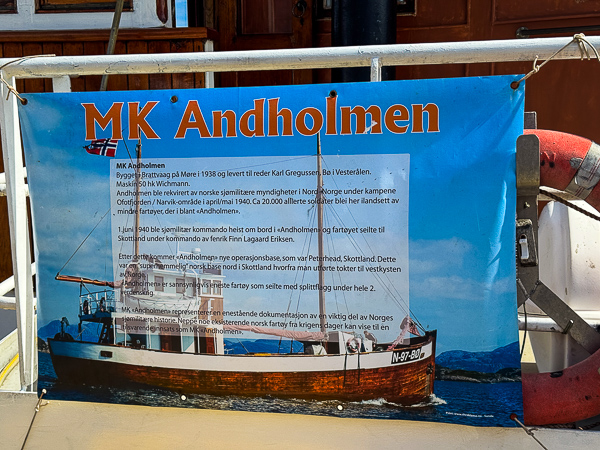 MK Andholmen
MK Andholmen
Bygget i Brattvaag på Møre i 1938 og levert til reder Karl Gregussen, Bø i Vesterålen.
Maskin 50 hk Wichmann.
Andholmen ble rekvirert av norske sjømilitære myndigheter i Nord-Norge under kampene
Ofotfjorden / Narvik-område i april/mai 1940. Ca 20.000 allierte soldater blei her ilandsett av
mindre fartøyer, der i blant «Andholmen».
1.juni 1940 ble sjømilitær kommando heist om bord i «Andholmen» og fartøyet seilte til
Skottland under kommando av fenrik Finn Lagaard Eriksen.
Etter dette kommer «Andholmen» nye operasjonsbase, som var Peterhead, Skottland. Dette
var en "superhemmelig" norsk base nord i Skottland hvorfra man utførte tokter til vestkysten
av Norge.
Andholmen er sannsynligvis eneste fartøy som seilte med splittflagg under hele 2.
verdenskrig.
MK «Andholmen» representerer en enestående dokumentasjon av en viktig del av Norges
sjømilitære historie. Neppe noe eksisterende norsk fartøy fra krigens dager kan vise til en
tilsvarende innsats som MK «Andholmen».
N-97-BØ